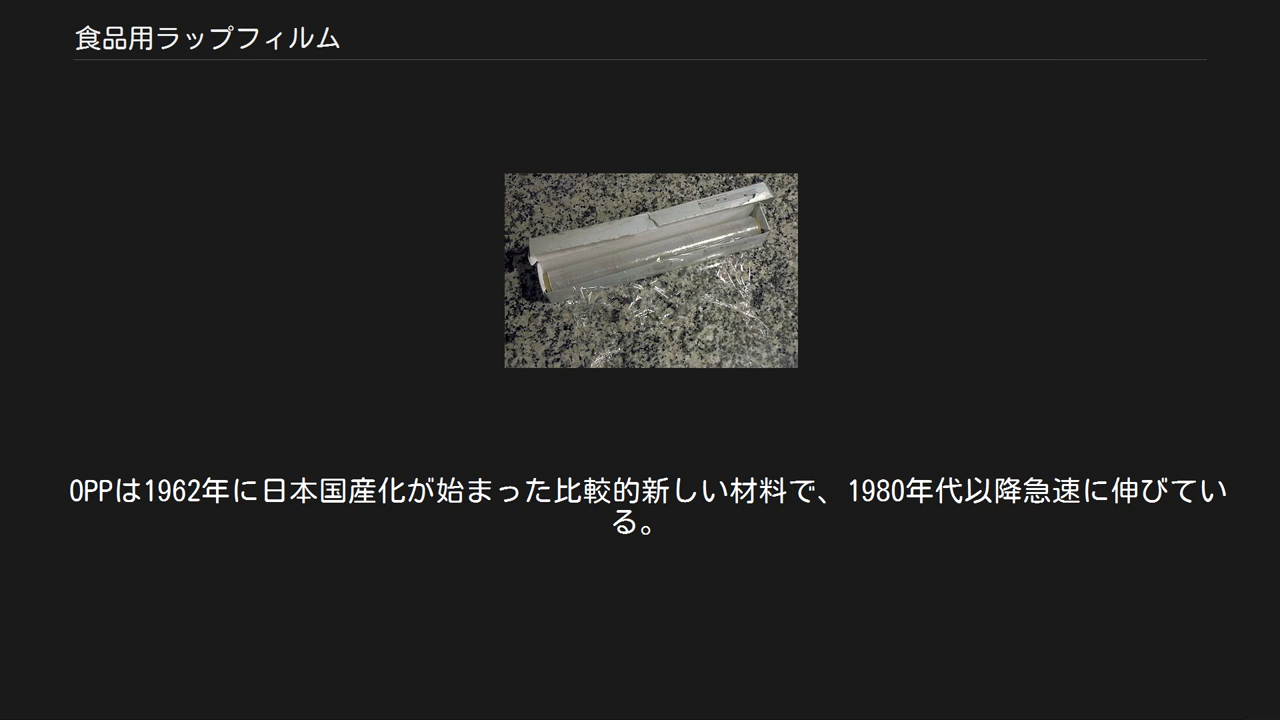 食品用ラップフィルム
OPPは1962年に日本国産化が始まった比較的新しい材料で、1980年代以降急速に伸びてい
る。